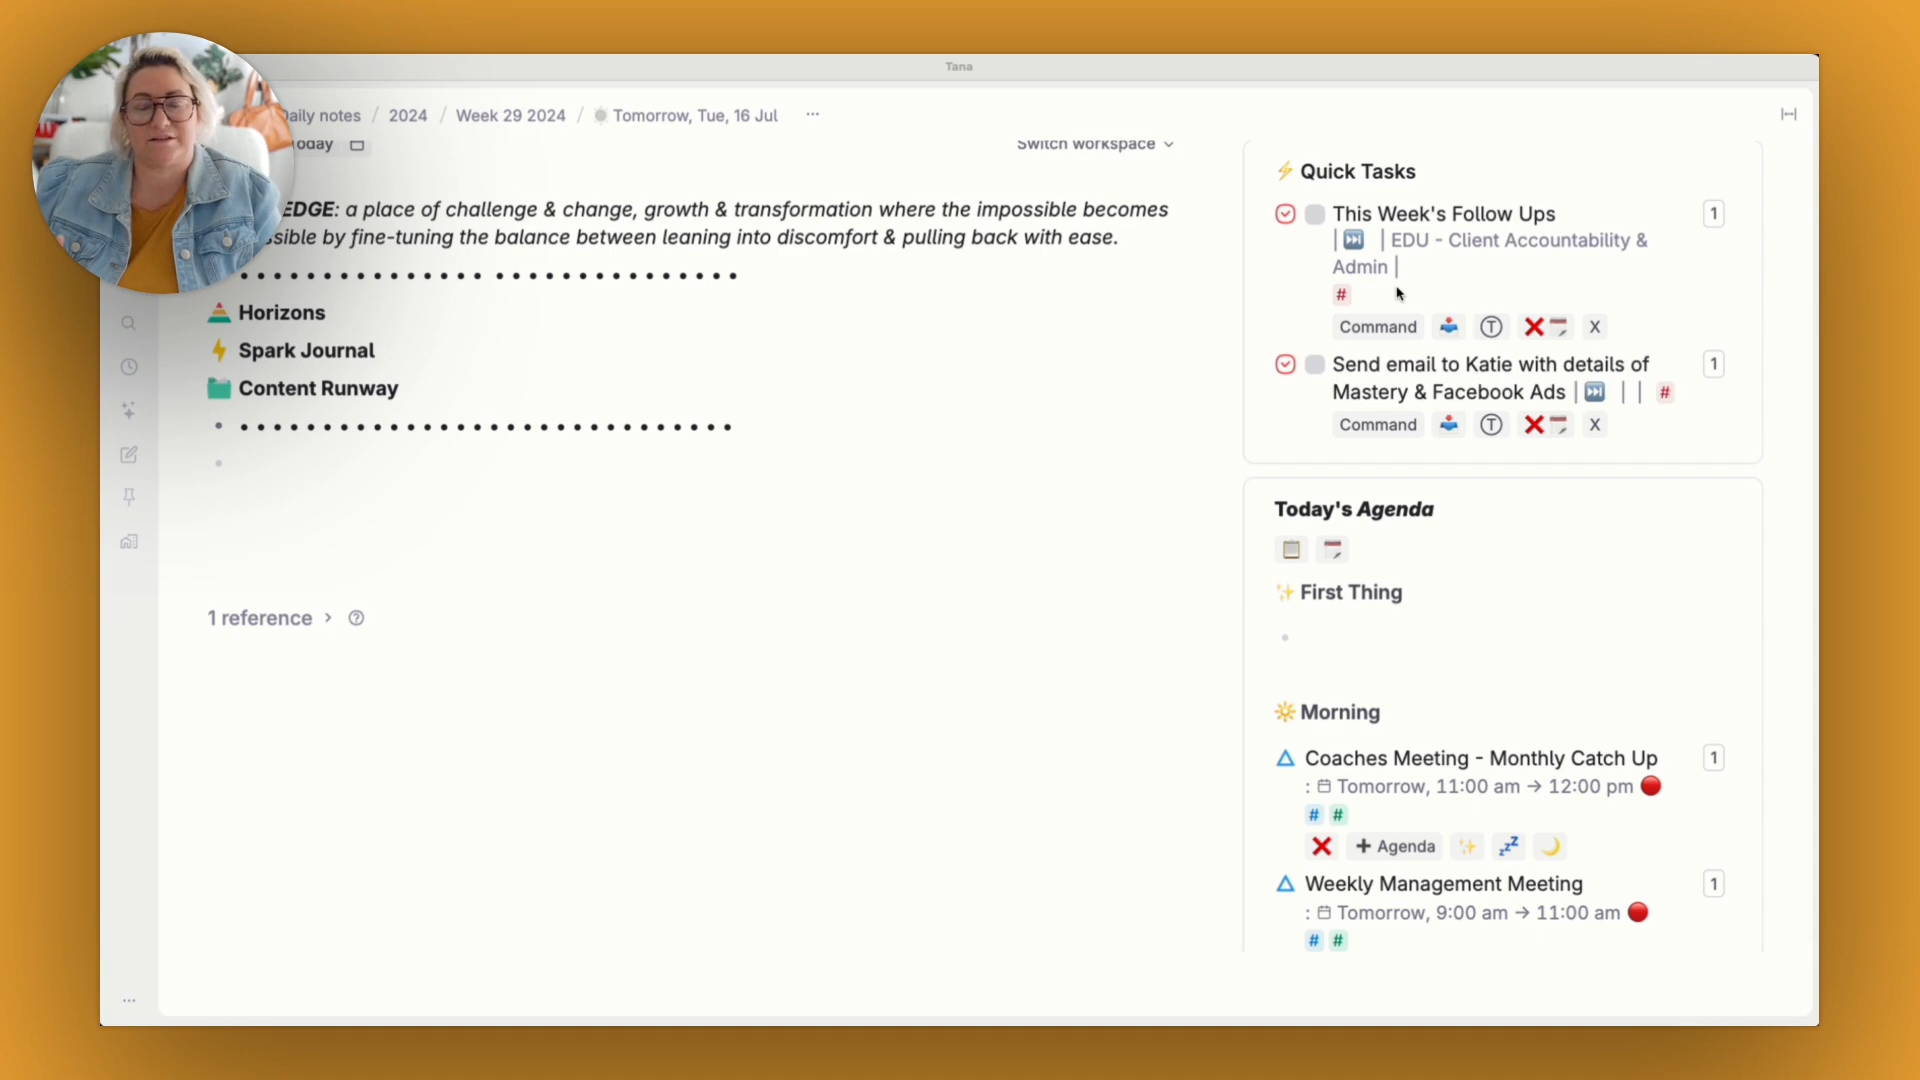 Tana
Daily notes / 2024 / Week 29 2024 / Tomorrow, Tue, 16 Jul ...
Today
Switch workspace
EDGE: a place of challenge & change, growth & transformation where the impossible becomes
by fine-tuning the balance between leaning into discomfort & pulling back with ease.
Horizons
Spark Journal
Content Runway
1 reference
Quick Tasks
This Week's Follow Ups
1
| | EDU - Client Accountability &
Admin |
#
Command T X
Send email to Katie with details of
1
Mastery & Facebook Ads | | | #
Command T X
Today's Agenda
First Thing
Morning
Coaches Meeting - Monthly Catch Up
1
: Tomorrow, 11:00 am → 12:00 pm
# #
+ Agenda
Weekly Management Meeting
1
: Tomorrow, 9:00 am → 11:00 am
# #